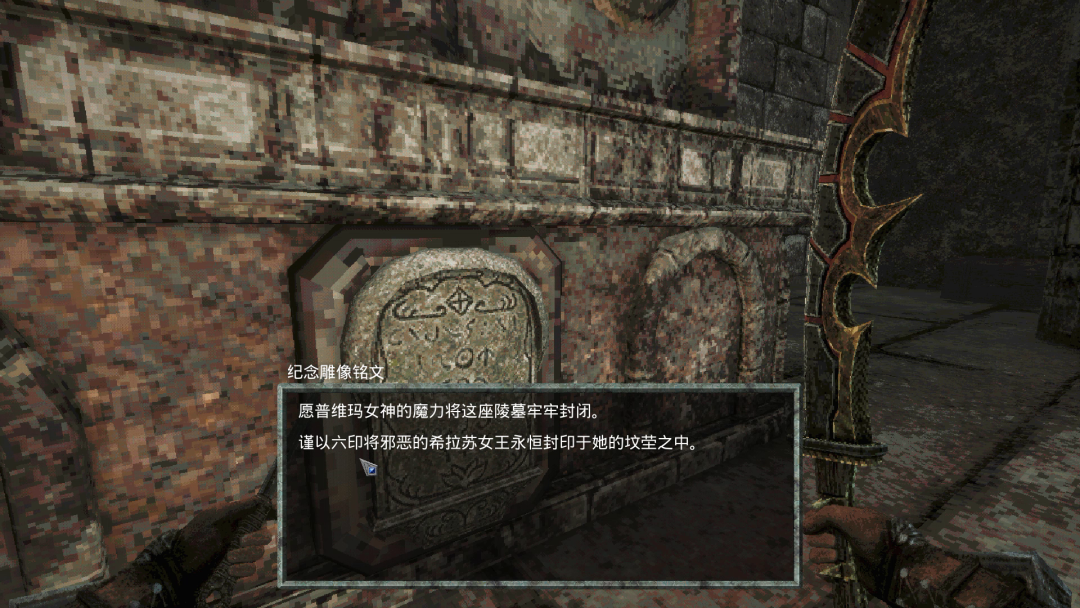 纪念雕像铭文
愿普维玛女神的魔力将这座陵墓牢牢封闭。
谨以六印将邪恶的希拉苏女王永恒封印于她的坟茔之中。